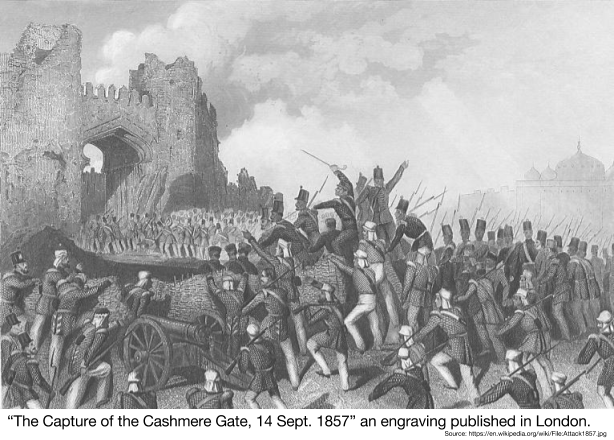 “The Capture of the Cashmere Gate, 14 Sept. 1857” an engraving published in London.
Source: https://en.wikipedia.org/wiki/File:Attack1857.jpg